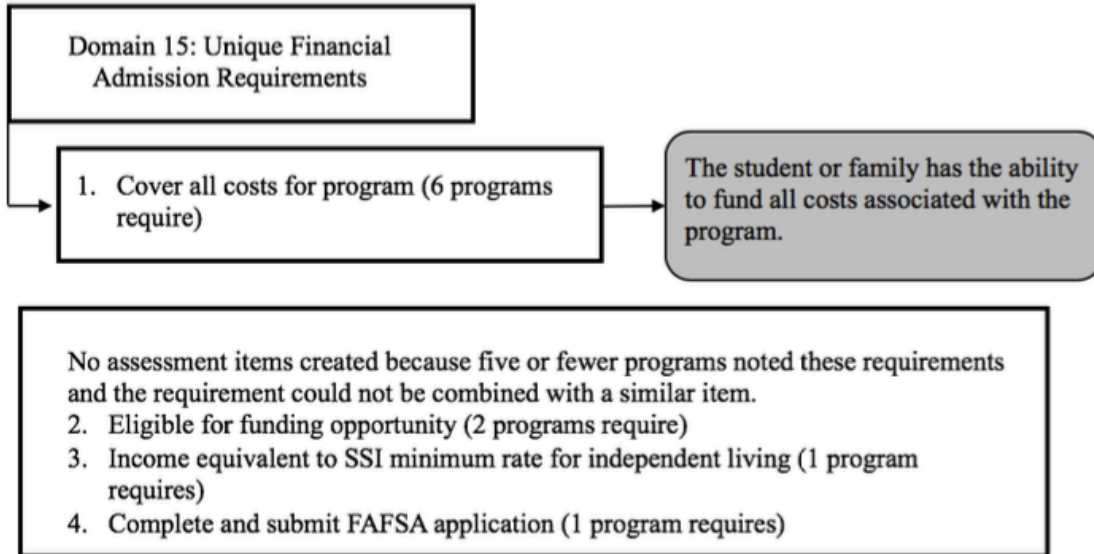 Domain 15: Unique Financial
Admission Requirements
1. Cover all costs for program (6 programs
require)
The student or family has the ability
to fund all costs associated with the
program.
No assessment items created because five or fewer programs noted these requirements
and the requirement could not be combined with a similar item.
2. Eligible for funding opportunity (2 programs require)
3. Income equivalent to SSI minimum rate for independent living (1 program
requires)
4. Complete and submit FAFSA application (1 program requires)